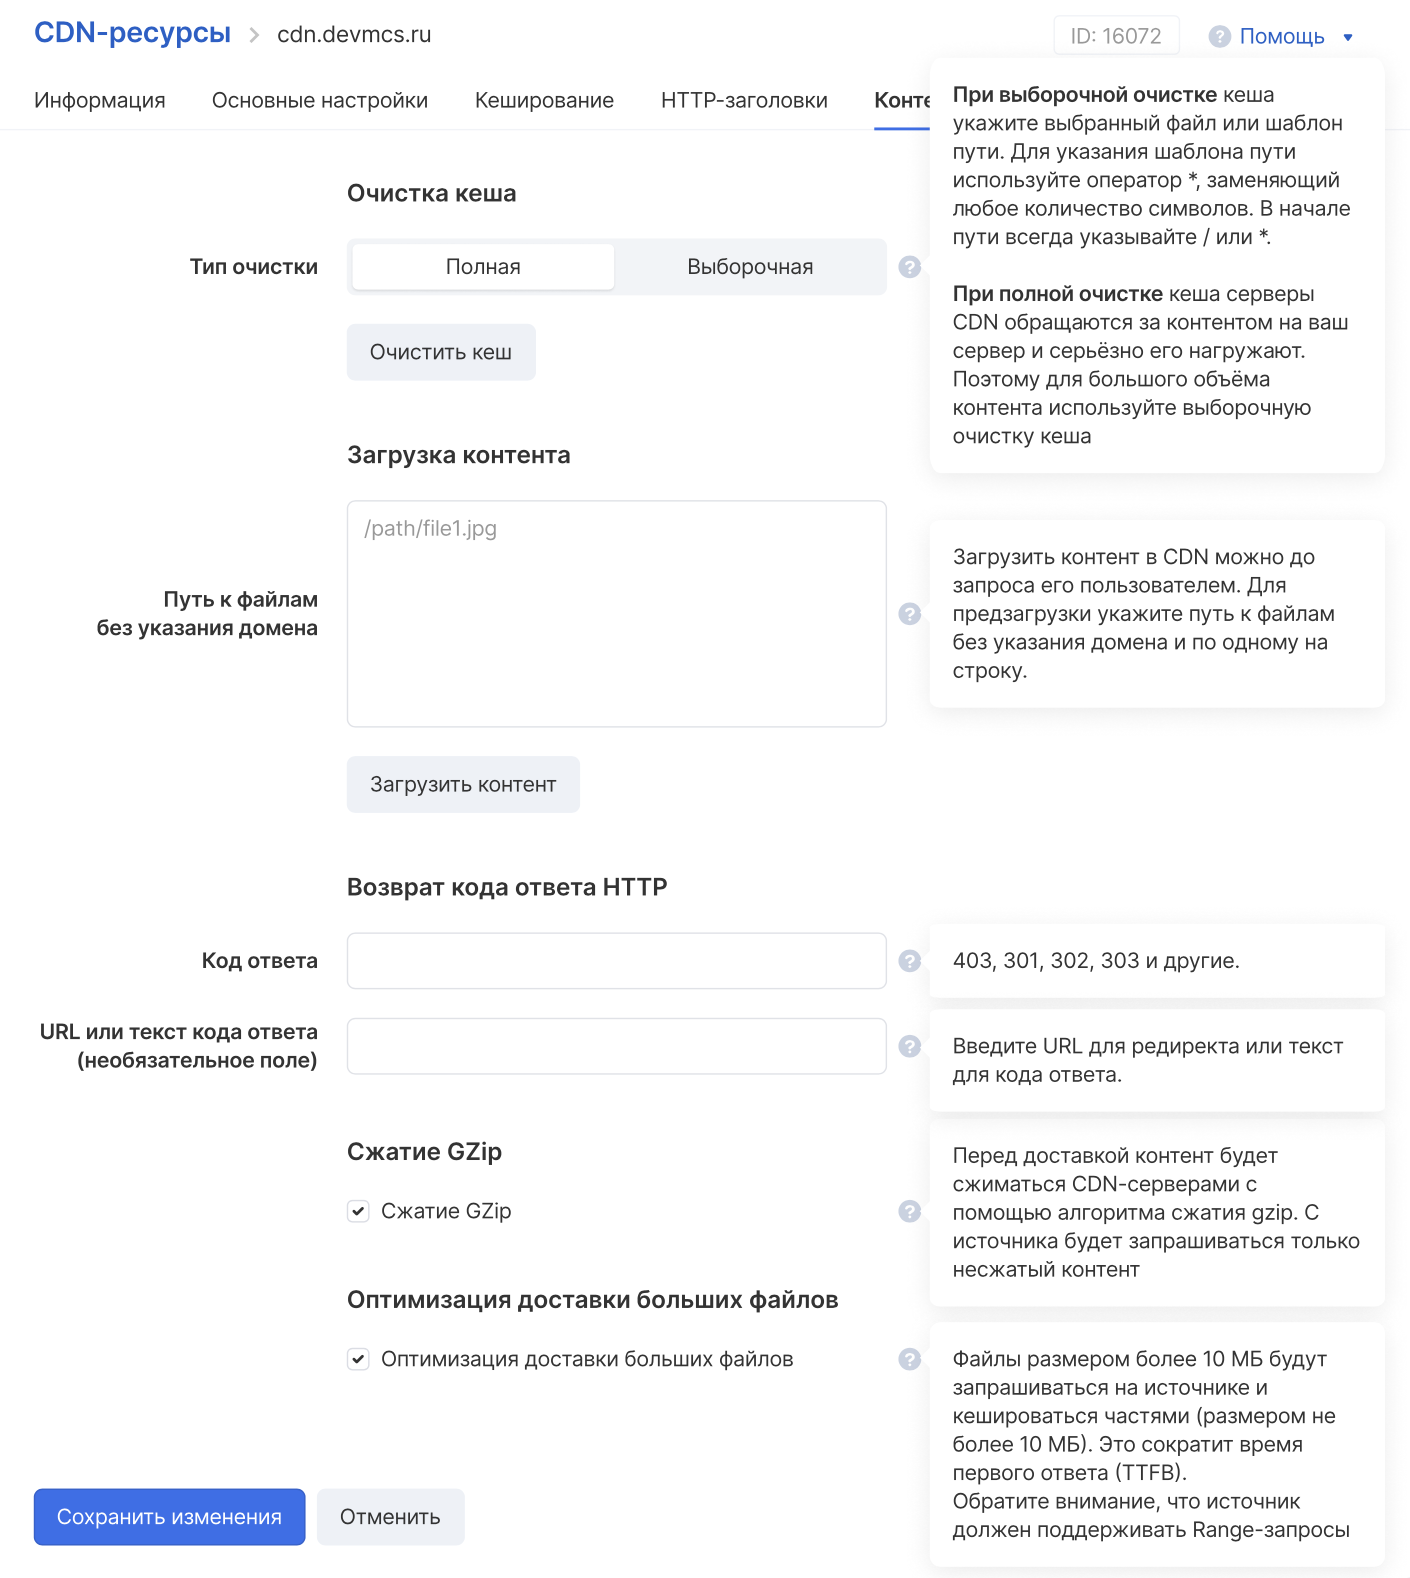 CDN-ресурсы > cdn.devmcs.ru
ID: 16072
? Помощь
Информация
Основные настройки
Кеширование
HTTP-заголовки
Конте
При выборочной очистке кеша
укажите выбранный файл или шаблон
пути. Для указания шаблона пути
используйте оператор *, заменяющий
любое количество символов. В начале
пути всегда указывайте / или *.
При полной очистке кеша серверы
CDN обращаются за контентом на ваш
сервер и серьёзно его нагружают.
Поэтому для большого объёма
контента используйте выборочную
очистку кеша
Очистка кеша
Тип очистки
Полная
Выборочная
?
Очистить кеш
Загрузка контента
Путь к файлам
без указания домена
/path/file1.jpg
?
Загрузить контент в CDN можно до
запроса его пользователем. Для
предзагрузки укажите путь к файлам
без указания домена и по одному на
строку.
Загрузить контент
Возврат кода ответа HTTP
Код ответа
?
403, 301, 302, 303 и другие.
URL или текст кода ответа
(необязательное поле)
?
Введите URL для редиректа или текст
для кода ответа.
Сжатие GZip
Сжатие GZip
?
Перед доставкой контент будет
сжиматься CDN-серверами с
помощью алгоритма сжатия gzip. С
источника будет запрашиваться только
несжатый контент
Оптимизация доставки больших файлов
Оптимизация доставки больших файлов
?
Файлы размером более 10 МБ будут
запрашиваться на источнике и
кешироваться частями (размером не
более 10 МБ). Это сократит время
первого ответа (TTFB).
Обратите внимание, что источник
должен поддерживать Range-запросы
Сохранить изменения
Отменить